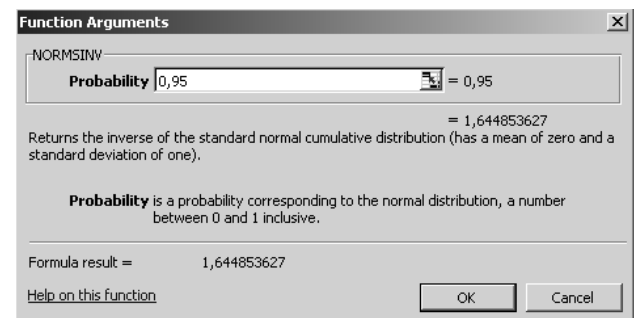 Function Arguments
NORMSINV
Probability 0,95 = 0,95
= 1,644853627
Returns the inverse of the standard normal cumulative distribution (has a mean of zero and a
standard deviation of one).
Probability is a probability corresponding to the normal distribution, a number
between 0 and 1 inclusive.
Formula result = 1,644853627
Help on this function OK Cancel